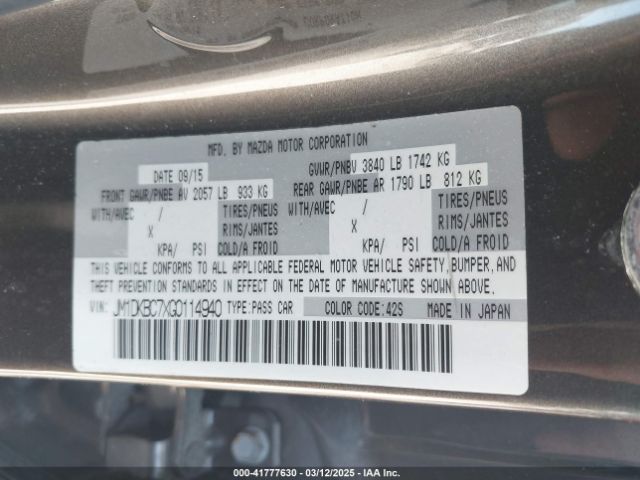 MFD. BY MAZDA MOTOR CORPORATION
DATE 09/15 GVWR/PNBV 3840 LB 1742 KG
FRONT GAWR/PNBE AV 2057 LB 933 KG REAR GAWR/PNBE AR 1790 LB 812 KG
WITH/AVEC / TIRES/PNEUS WITH/AVEC / TIRES/PNEUS
X RIMS/JANTES X RIMS/JANTES
KPA/ PSI COLD/A FROID KPA/ PSI COLD/A FROID
THIS VEHICLE CONFORMS TO ALL APPLICABLE FEDERAL MOTOR VEHICLE SAFETY, BUMPER, AND
THEFT PREVENTION STANDARDS IN EFFECT ON THE DATE OF MANUFACTURE SHOWN ABOVE.
VIN: JM1DKBC7XG0114940 TYPE:PASS CAR COLOR CODE:42S MADE IN JAPAN
000-41777630 - 03/12/2025 - IAA Inc.